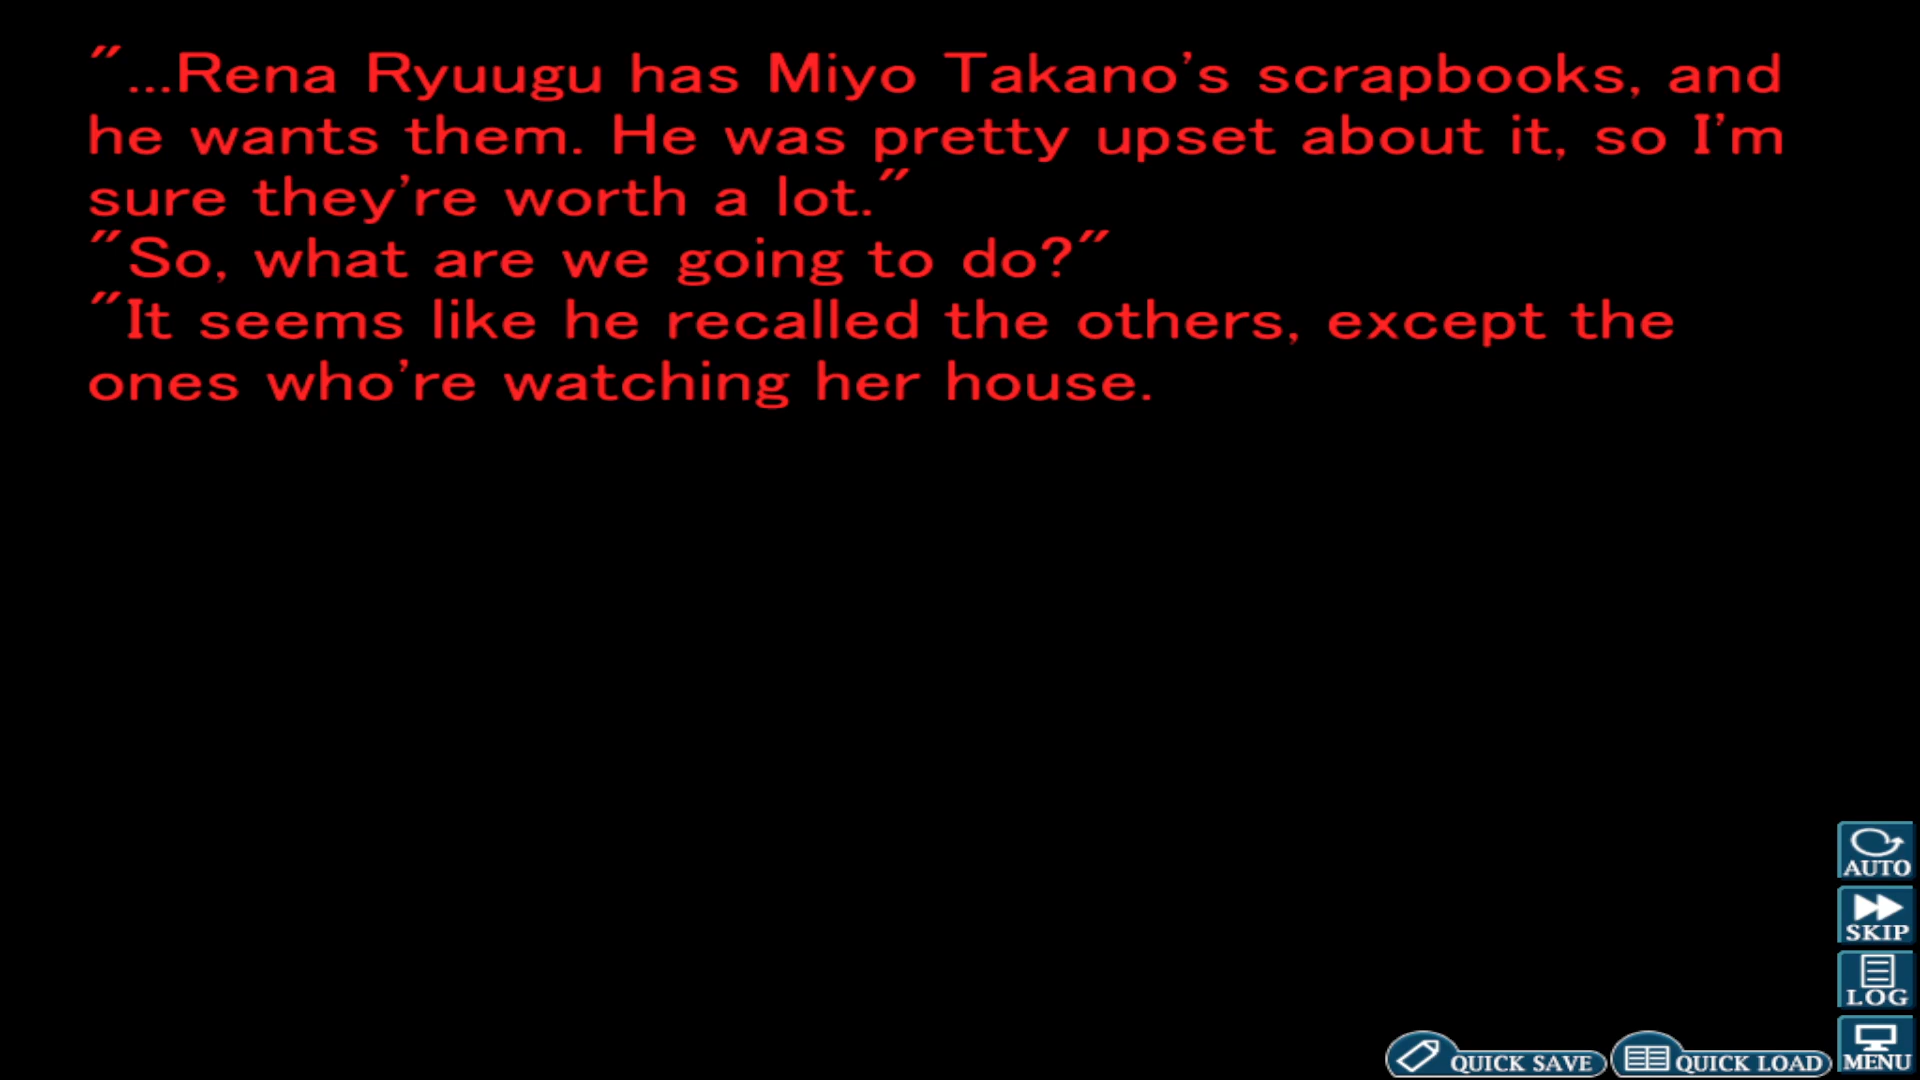 "...Rena Ryuugu has Miyo Takano's scrapbooks, and
he wants them. He was pretty upset about it, so I'm
sure they're worth a lot."
"So, what are we going to do?"
"It seems like he recalled the others, except the
ones who're watching her house.
AUTO
SKIP
LOG
QUICK SAVE
QUICK LOAD
MENU